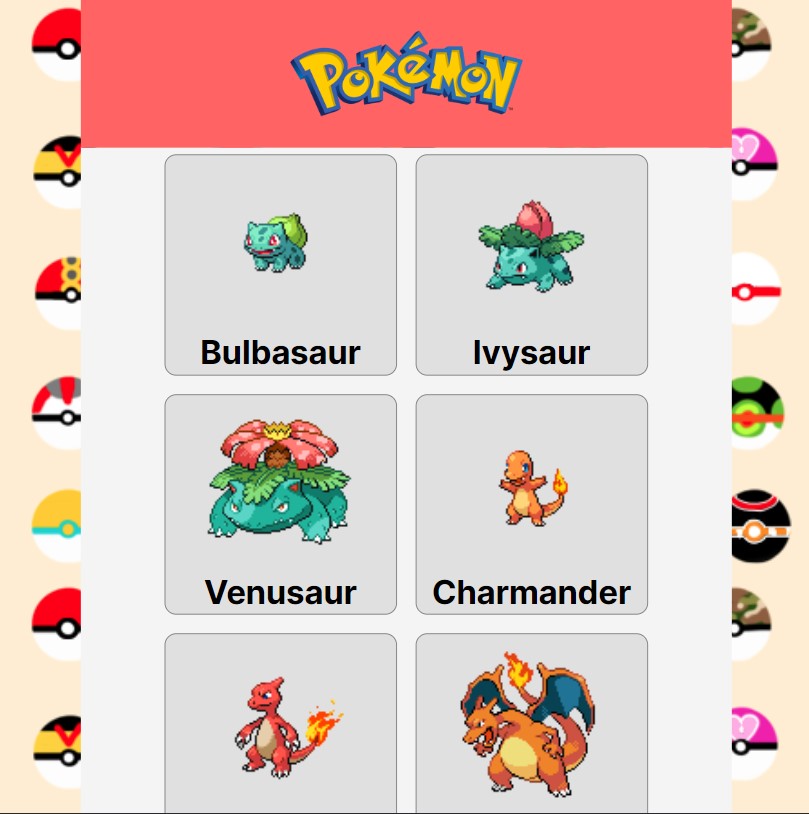 Pokémon
Bulbasaur
Ivysaur
Venusaur
Charmander